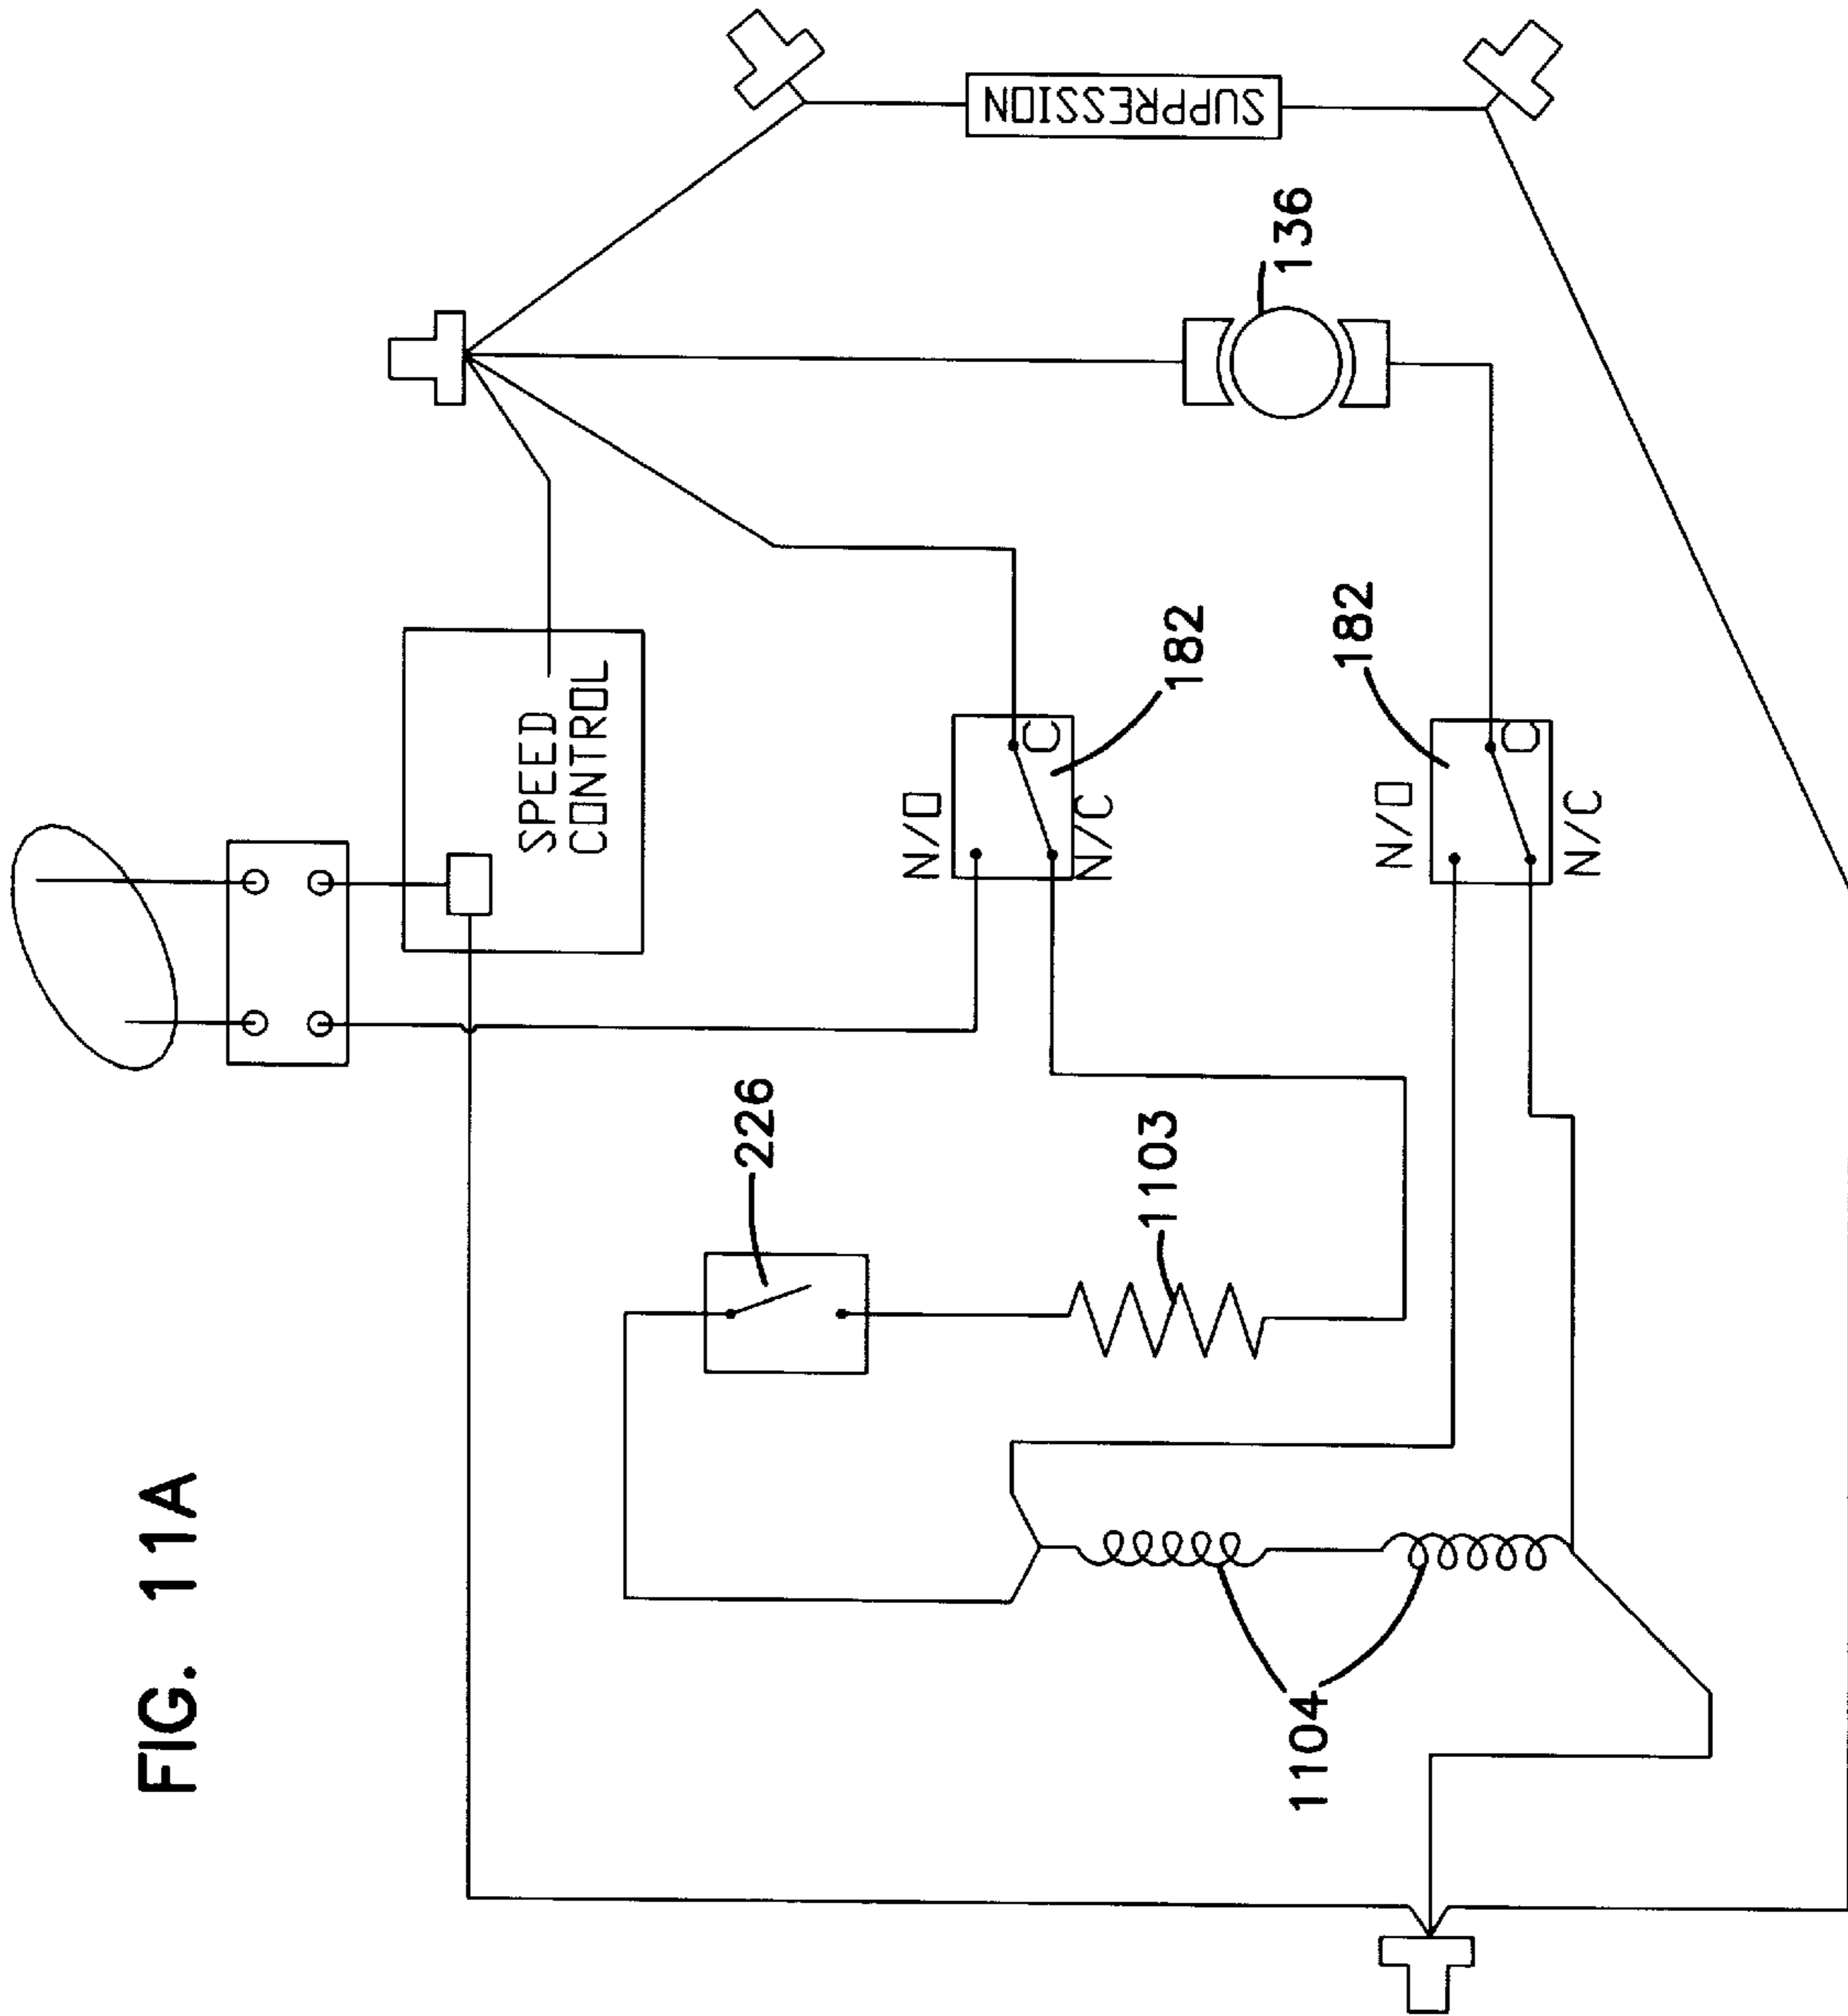 FIG. 11A
SPEED
CONTROL
226
N/O
C
N/C
182
1103
136
SUPPRESSION
N/O
C
N/C
182
1104